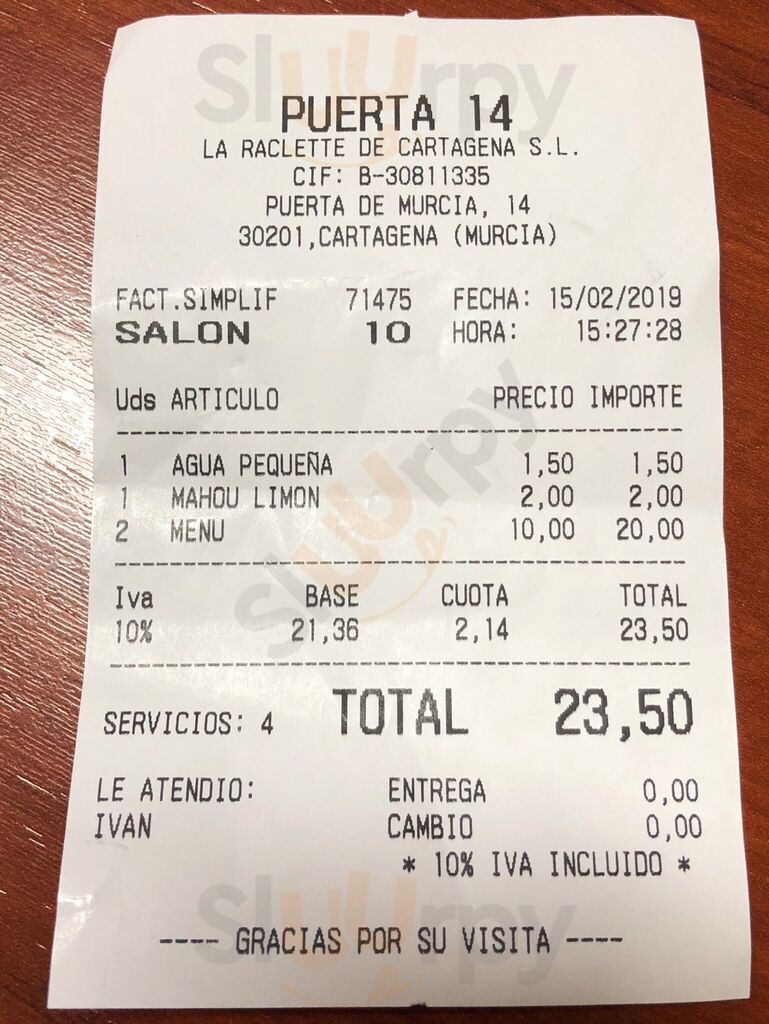 PUERTA 14
LA RACLETTE DE CARTAGENA S.L.
CIF: B-30811335
PUERTA DE MURCIA, 14
30201,CARTAGENA (MURCIA)
FACT.SIMPLIF 71475 FECHA: 15/02/2019
SALON 10 HORA: 15:27:28
Uds ARTICULO PRECIO IMPORTE
1 AGUA PEQUEÑA 1,50 1,50
1 MAHOU LIMON 2,00 2,00
2 MENU 10,00 20,00
Iva BASE CUOTA TOTAL
10% 21,36 2,14 23,50
SERVICIOS: 4 TOTAL 23,50
LE ATENDIO: ENTREGA 0,00
IVAN CAMBIO 0,00
* 10% IVA INCLUIDO *
---- GRACIAS POR SU VISITA ----
Sluurpy
Sluurpy
Sluurpy